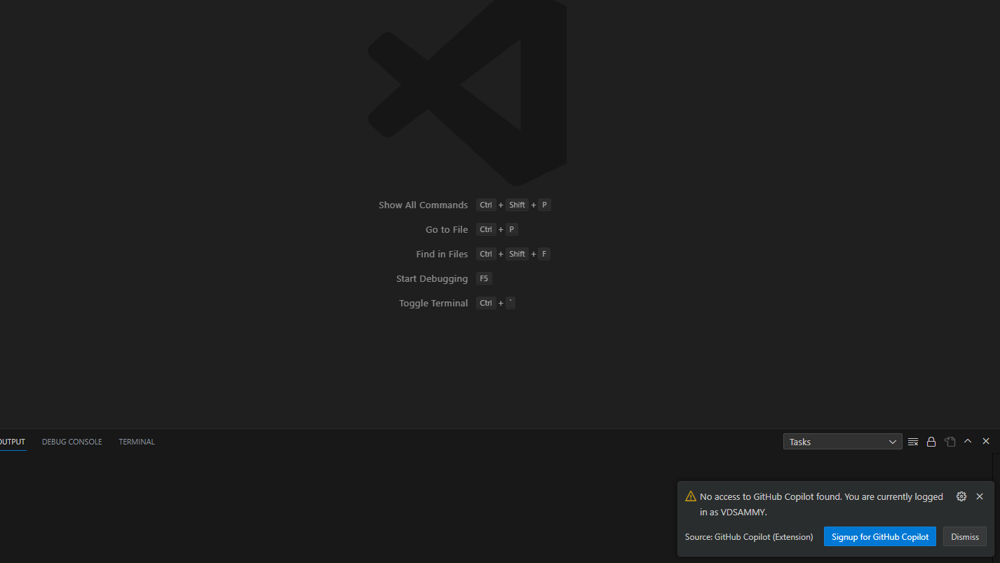 Show All Commands Ctrl + Shift + P
Go to File Ctrl + P
Find in Files Ctrl + Shift + F
Start Debugging F5
Toggle Terminal Ctrl + `
OUTPUT DEBUG CONSOLE TERMINAL Tasks
No access to GitHub Copilot found. You are currently logged
in as VDSAMMY.
Source: GitHub Copilot (Extension) Signup for GitHub Copilot Dismiss